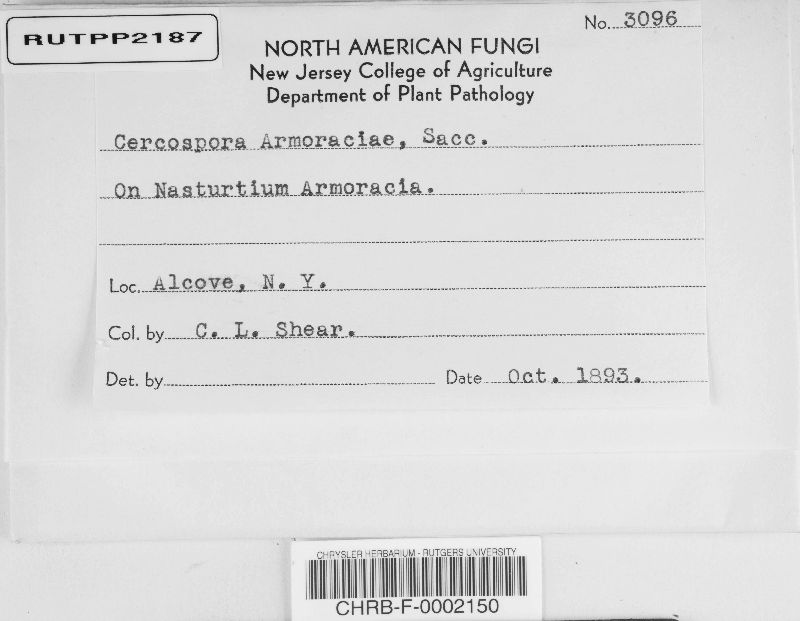 RUTPP2187
No. 3096
NORTH AMERICAN FUNGI
New Jersey College of Agriculture
Department of Plant Pathology
Cercospora Armoraciae, Sacc.
On Nasturtium Armoracia.
Loc. Alcove, N. Y.
Col. by C. L. Shear.
Det. by
Date Oct. 1893.
CHRYSLER HERBARIUM - RUTGERS UNIVERSITY
CHRB-F-0002150